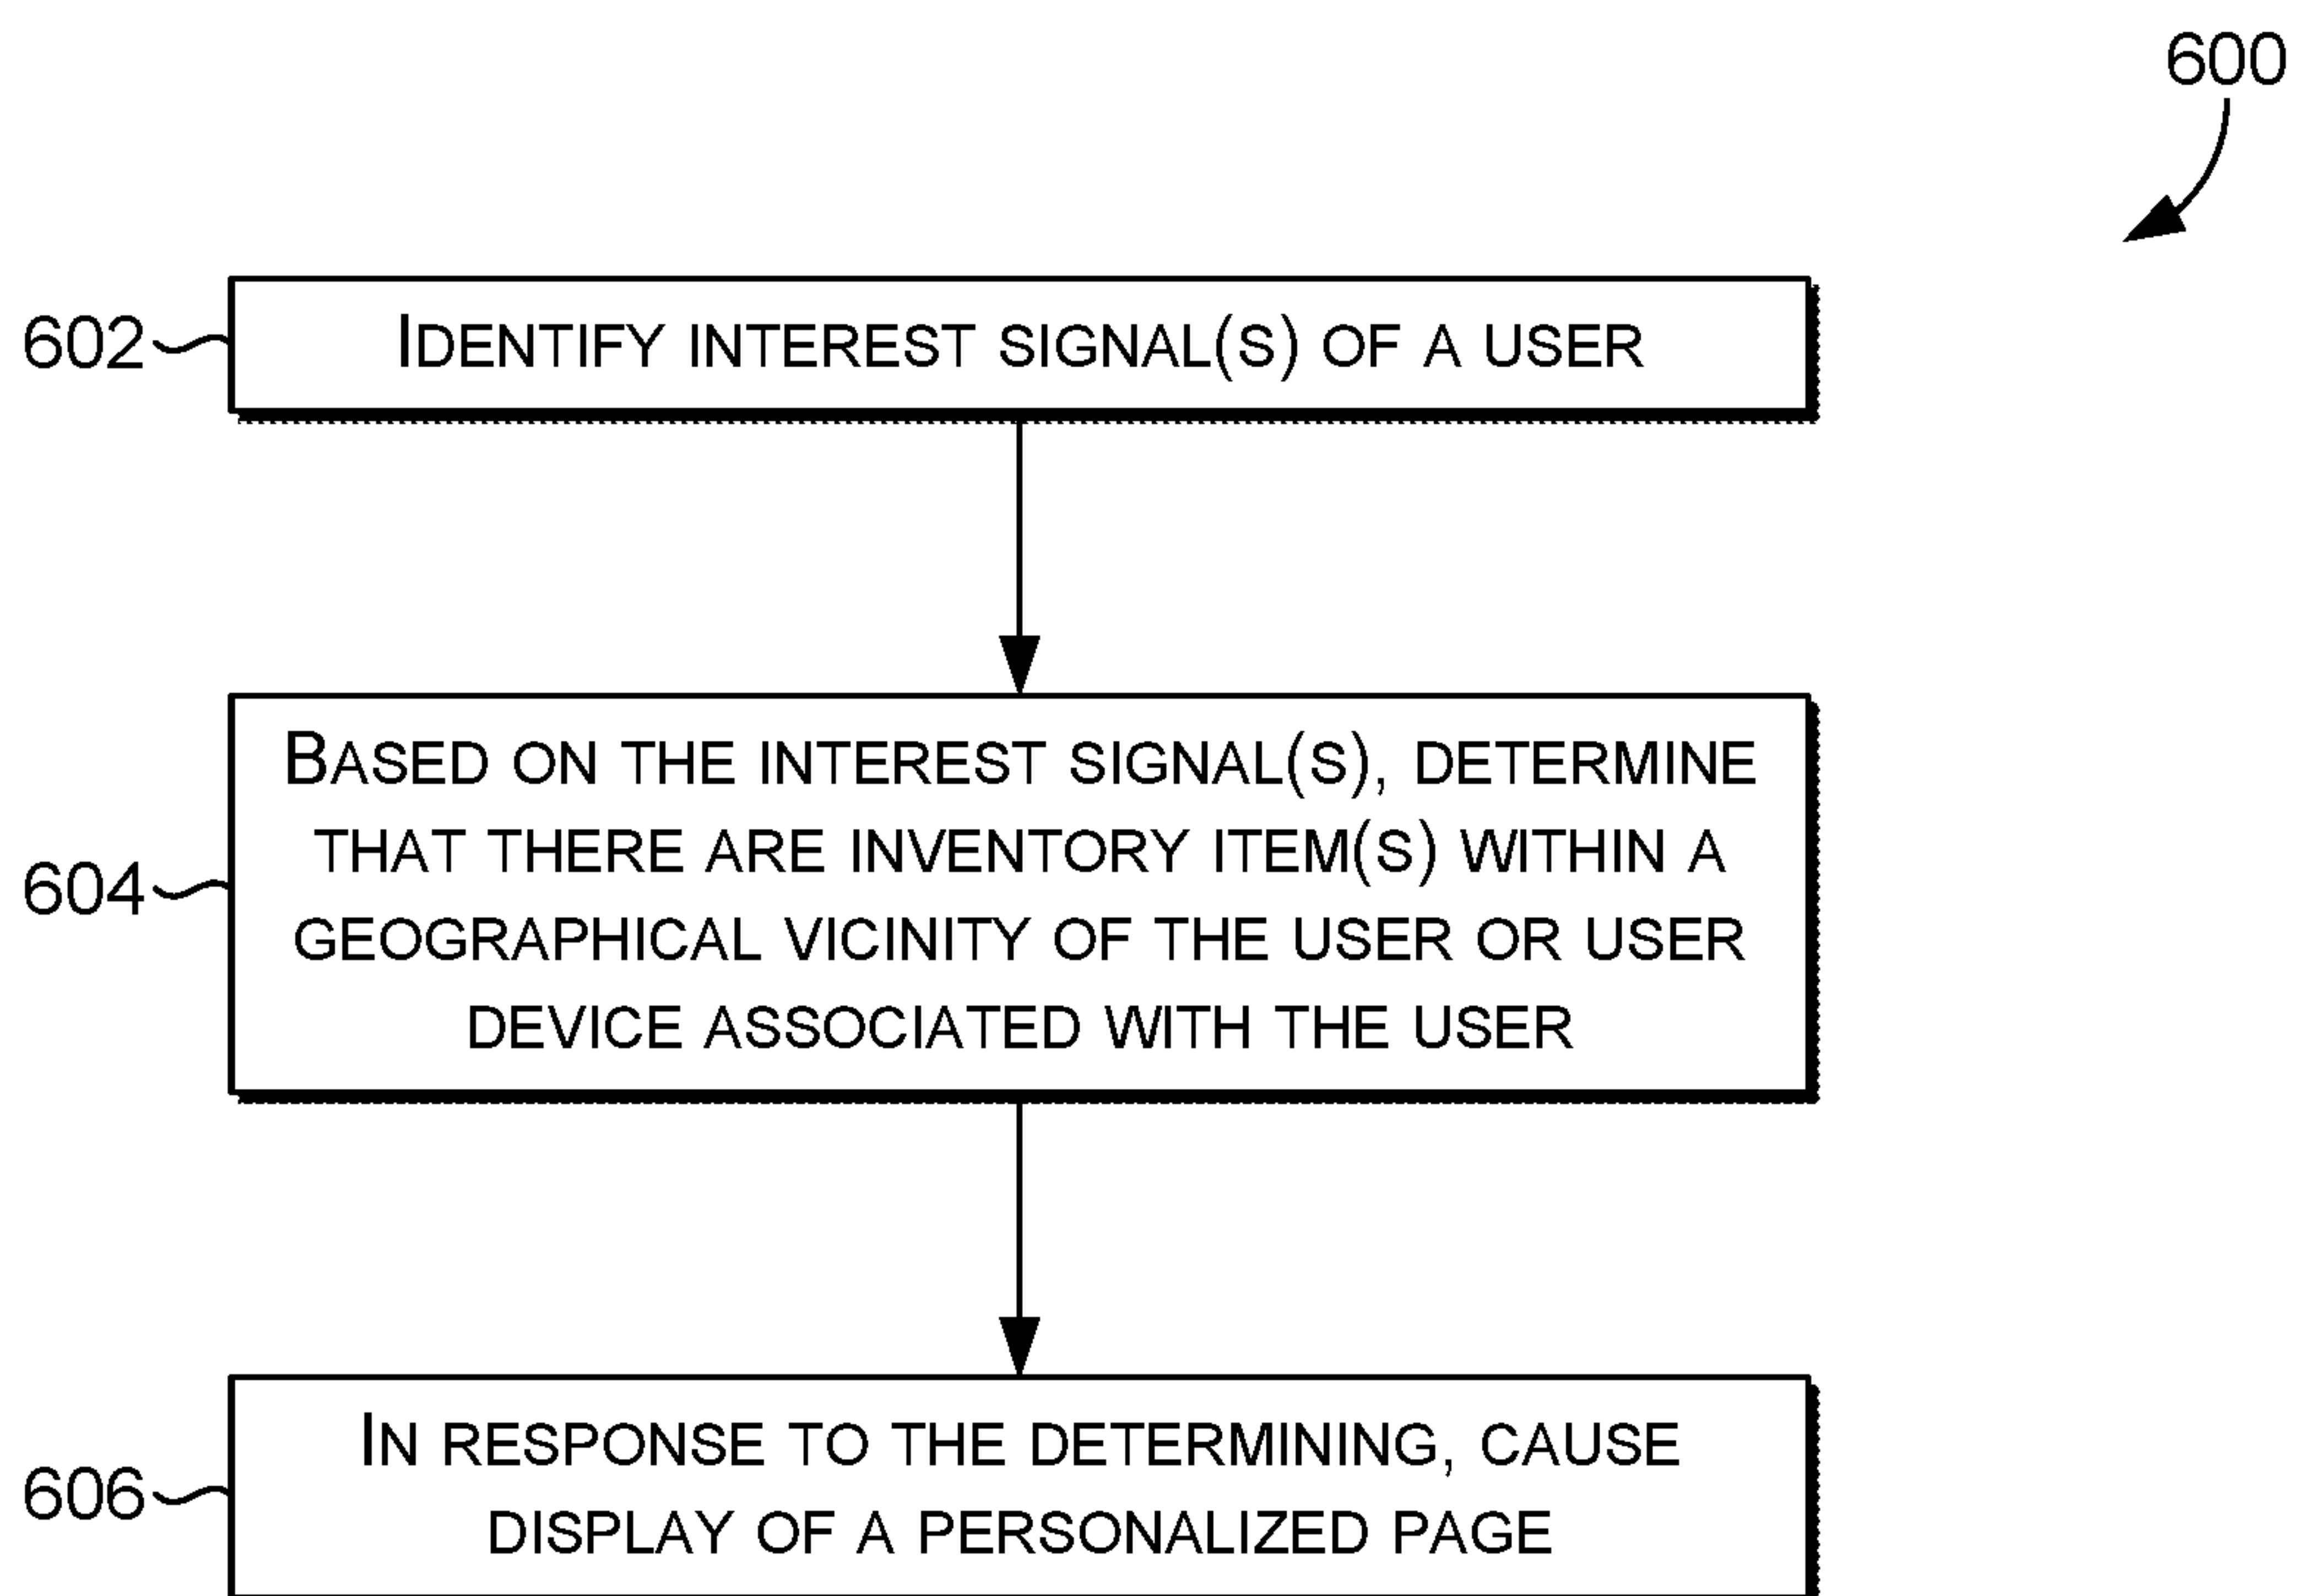 600
602
IDENTIFY INTEREST SIGNAL(S) OF A USER
BASED ON THE INTEREST SIGNAL(S), DETERMINE
THAT THERE ARE INVENTORY ITEM(S) WITHIN A
604
GEOGRAPHICAL VICINITY OF THE USER OR USER
DEVICE ASSOCIATED WITH THE USER
IN RESPONSE TO THE DETERMINING, CAUSE
606
DISPLAY OF A PERSONALIZED PAGE